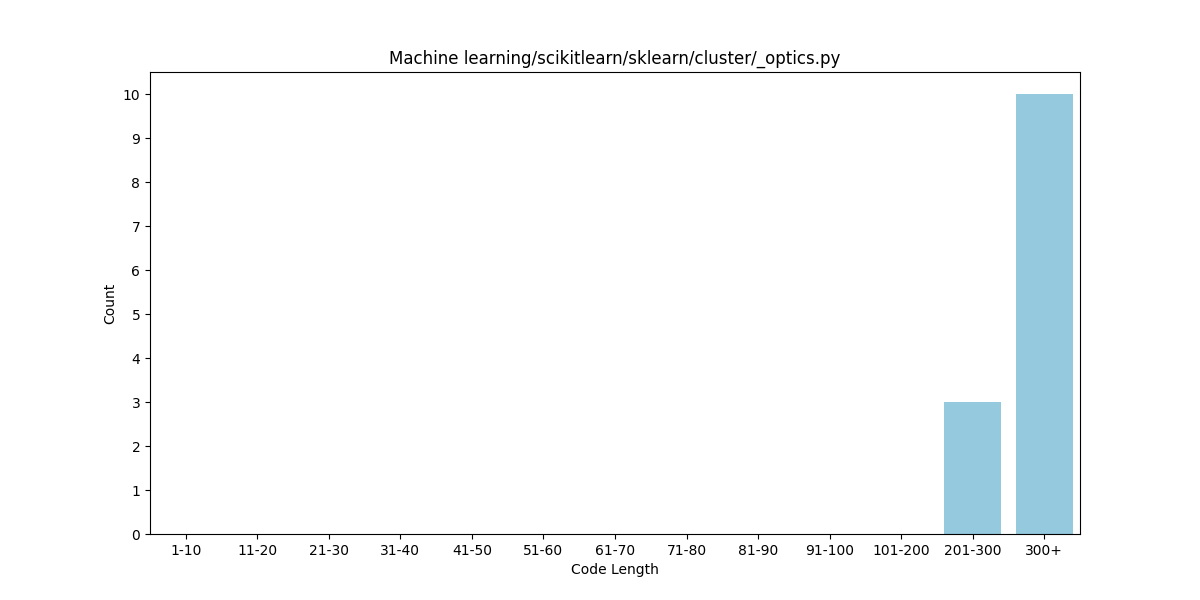 Machine learning/scikitlearn/sklearn/cluster/_optics.py
10
9
8
7
6
5
4
3
2
1
0
Count
1-10 11-20 21-30 31-40 41-50 51-60 61-70 71-80 81-90 91-100 101-200 201-300 300+
Code Length